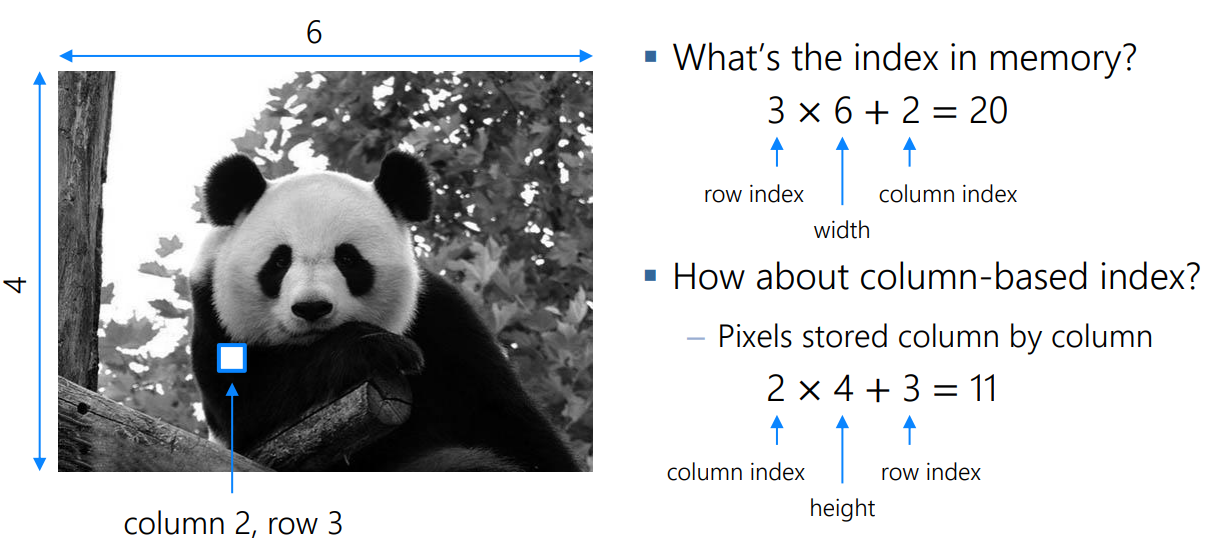 6
4
column 2, row 3
What's the index in memory?
3 × 6 + 2 = 20
row index
column index
width
How about column-based index?
– Pixels stored column by column
2 × 4 + 3 = 11
column index
row index
height